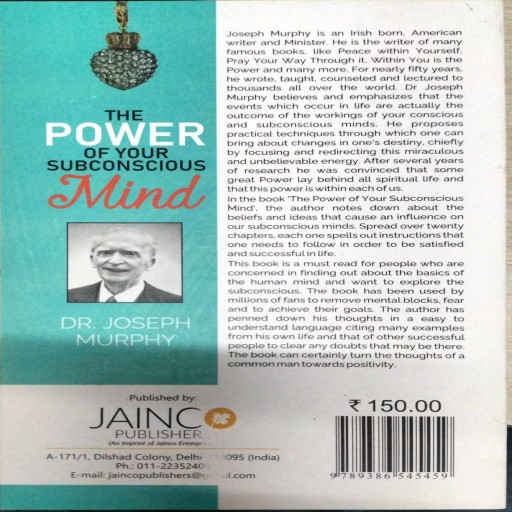 THE
POWER
OF YOUR
SUBCONSCIOUS
Mind
DR. JOSEPH
MURPHY
Joseph Murphy is an Irish born, American
writer and Minister. He is the writer of many
famous books, like Peace within Yourself,
Pray Your Way Through it, Within You is the
Power and many more. For nearly fifty years,
he wrote, taught, counseled and lectured to
thousands all over the world. Dr Joseph
Murphy believes and emphasizes that the
events which occur in life are actually the
outcome of the workings of your conscious
and subconscious minds. He proposes
practical techniques through which one can
bring about changes in one's destiny, chiefly
by focusing and redirecting this miraculous
and unbelievable energy. After several years
of research he was convinced that some
great Power lay behind all spiritual life and
that this power is within each of us.
In the book 'The Power of Your Subconscious
Mind', the author notes down about the
beliefs and ideas that cause an influence on
our subconscious minds. Spread over twenty
chapters, each one spells out instructions that
one needs to follow in order to be satisfied
and successful in life.
This book is a must read for people who are
concerned in finding out about the basics of
the human mind and want to explore the
subconscious. The book has been used by
millions of fans to remove mental blocks, fear
and to achieve their goals. The author has
penned down his thoughts in a easy to
understand language citing many examples
from his own life and that of other successful
people to clear any doubts that may be there.
The book can certainly turn the thoughts of a
common man towards positivity.
Published by:
JAINCO
PUBLISHER
(An Imprint of Jainco
A-171/1, Dilshad Colony, Delhi- (India)
Ph.:
E-mail:
₹ 150.00
9 789386 545459